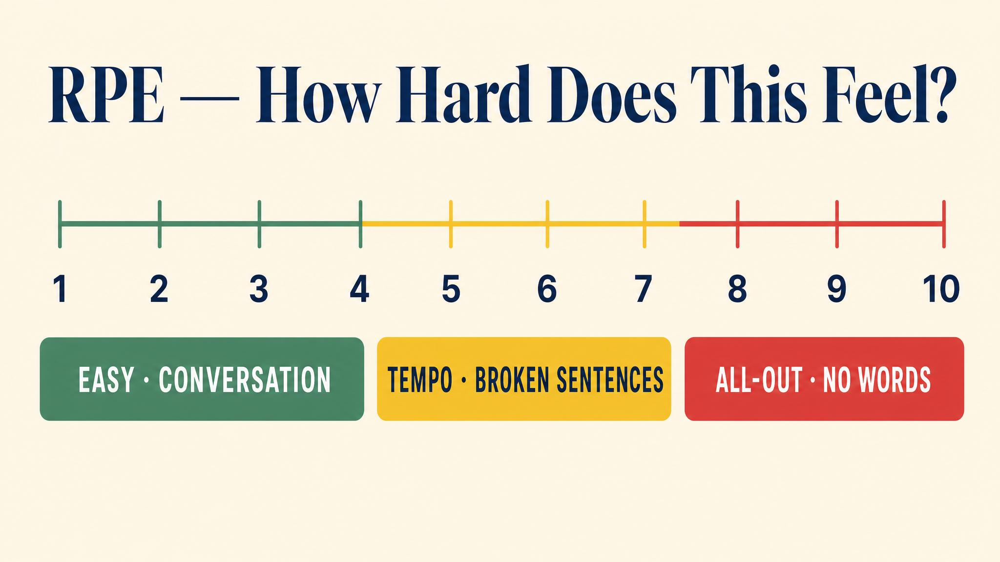 RPE — How Hard Does This Feel?
1 2 3 4 5 6 7 8 9 10
EASY · CONVERSATION
TEMPO · BROKEN SENTENCES
ALL-OUT · NO WORDS